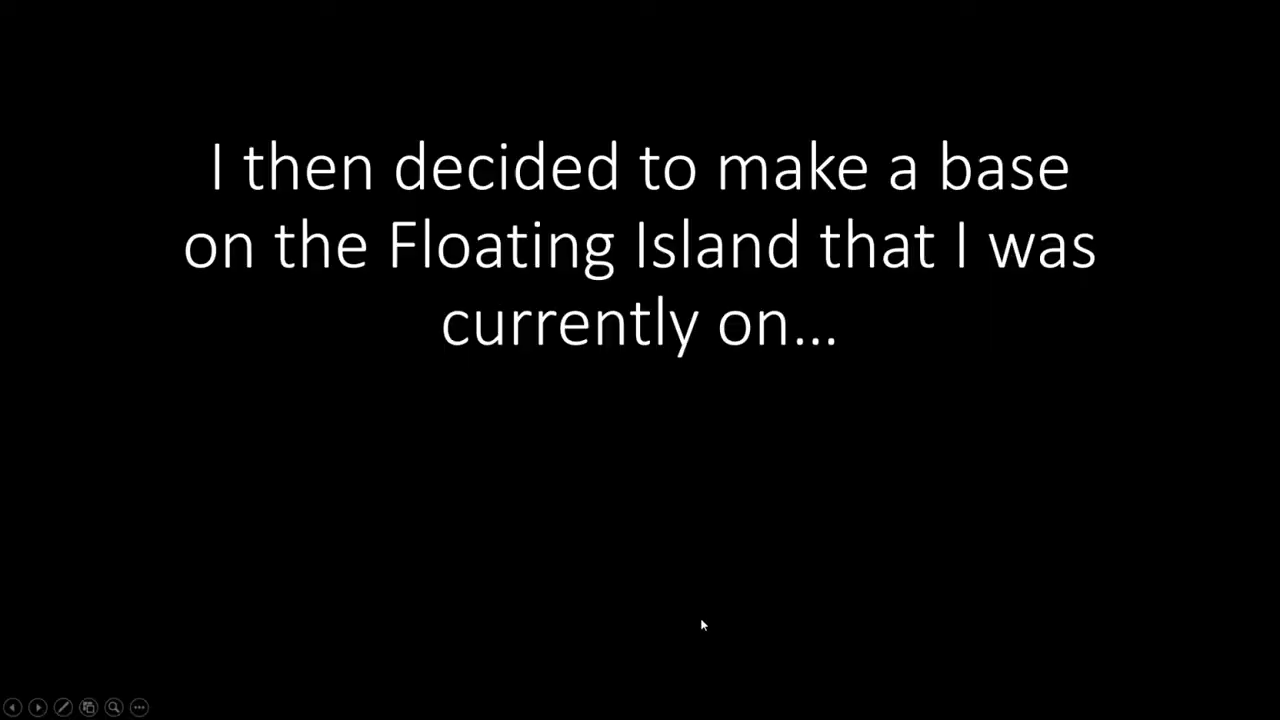 I then decided to make a base
on the Floating Island that I was
currently on...